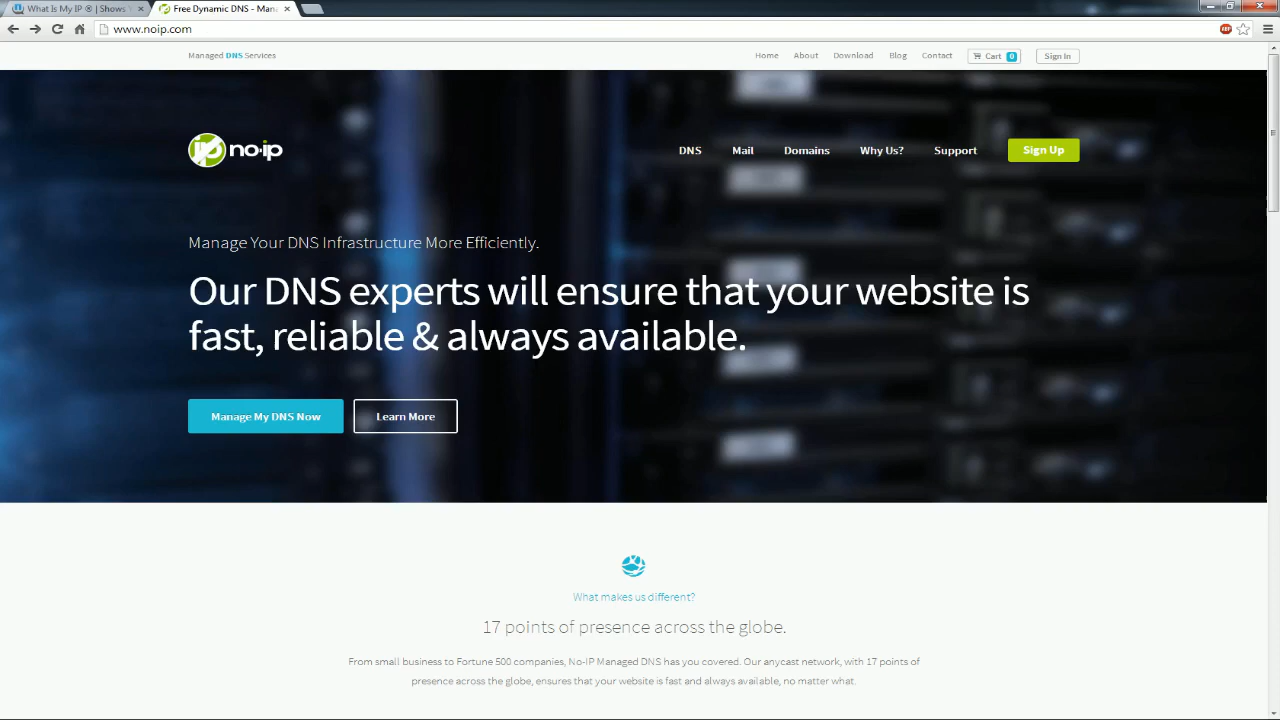 What Is My IP ® | Shows
Free Dynamic DNS - Man
www.noip.com
Managed DNS Services
Home About Download Blog Contact Cart 0 Sign In
no-ip
DNS Mail Domains Why Us? Support Sign Up
Manage Your DNS Infrastructure More Efficiently.
Our DNS experts will ensure that your website is
fast, reliable & always available.
Manage My DNS Now Learn More
What makes us different?
17 points of presence across the globe.
From small business to Fortune 500 companies, No-IP Managed DNS has you covered. Our anycast network, with 17 points of
presence across the globe, ensures that your website is fast and always available, no matter what.